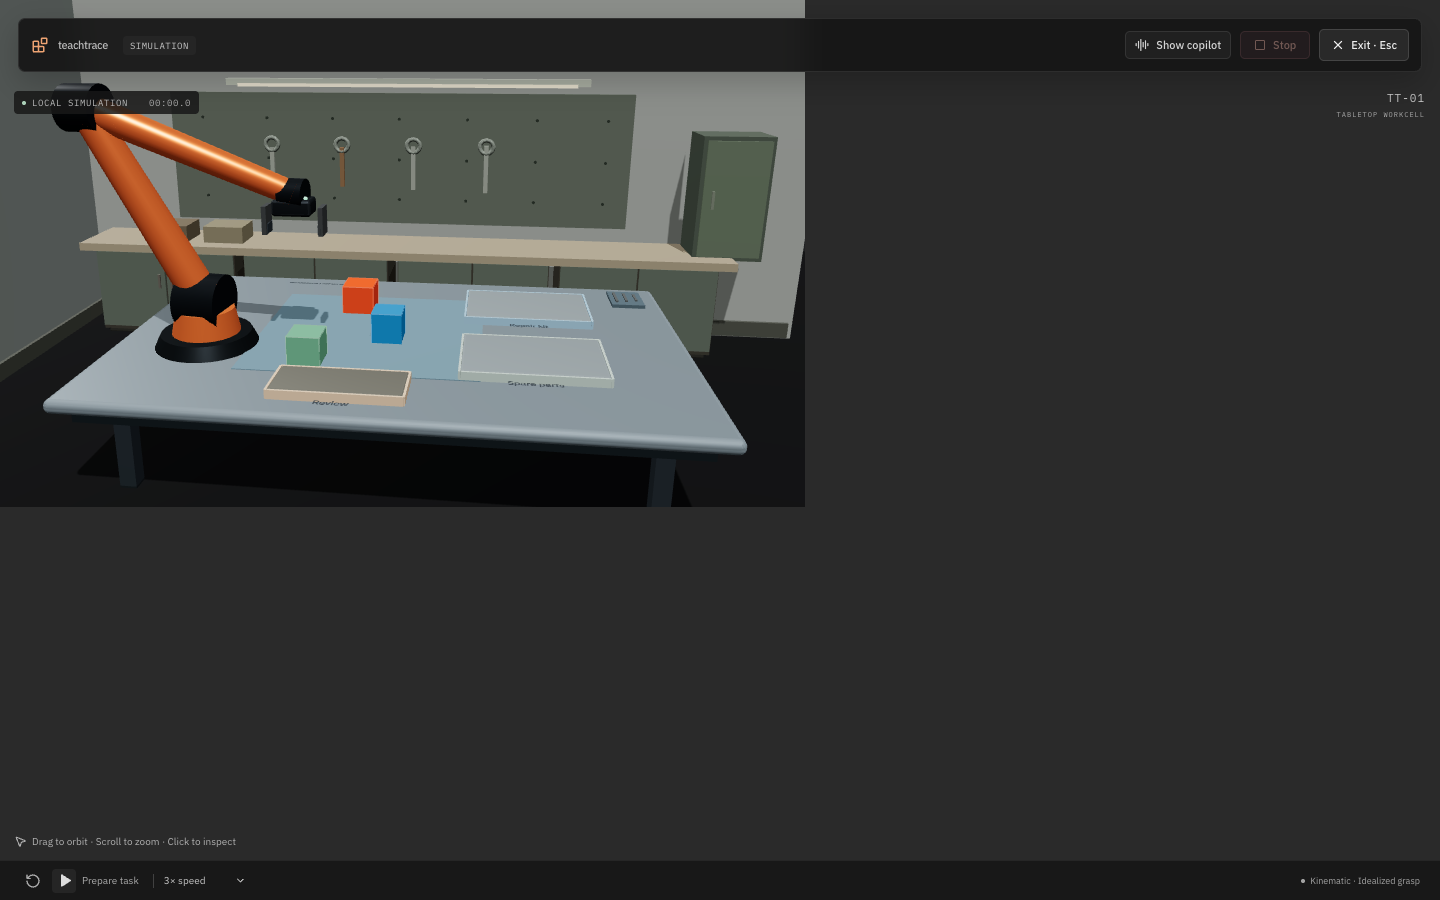 teachtrace
SIMULATION
Show copilot
Stop
Exit · Esc
LOCAL SIMULATION 00:00.0
TT-01
TABLETOP WORKCELL
Spare parts
Review
Drag to orbit · Scroll to zoom · Click to inspect
Prepare task
3× speed
Kinematic · Idealized grasp